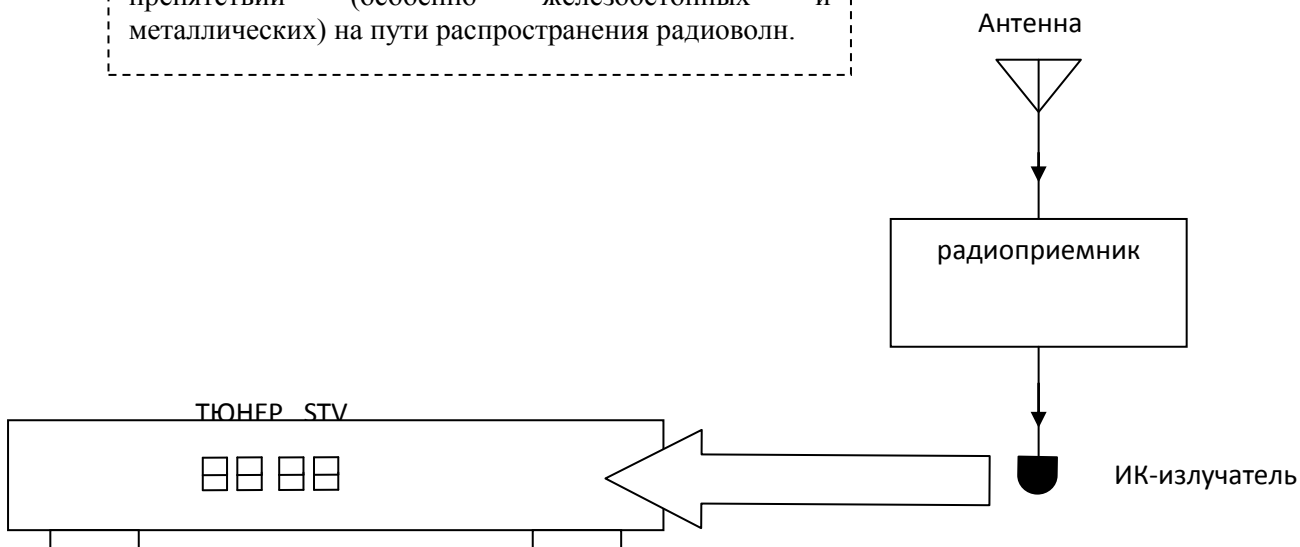 препятствий (особенно железобетонных и
металлических) на пути распространения радиоволн.
Антенна
радиоприемник
ТЮНЕР STV
ИК-излучатель